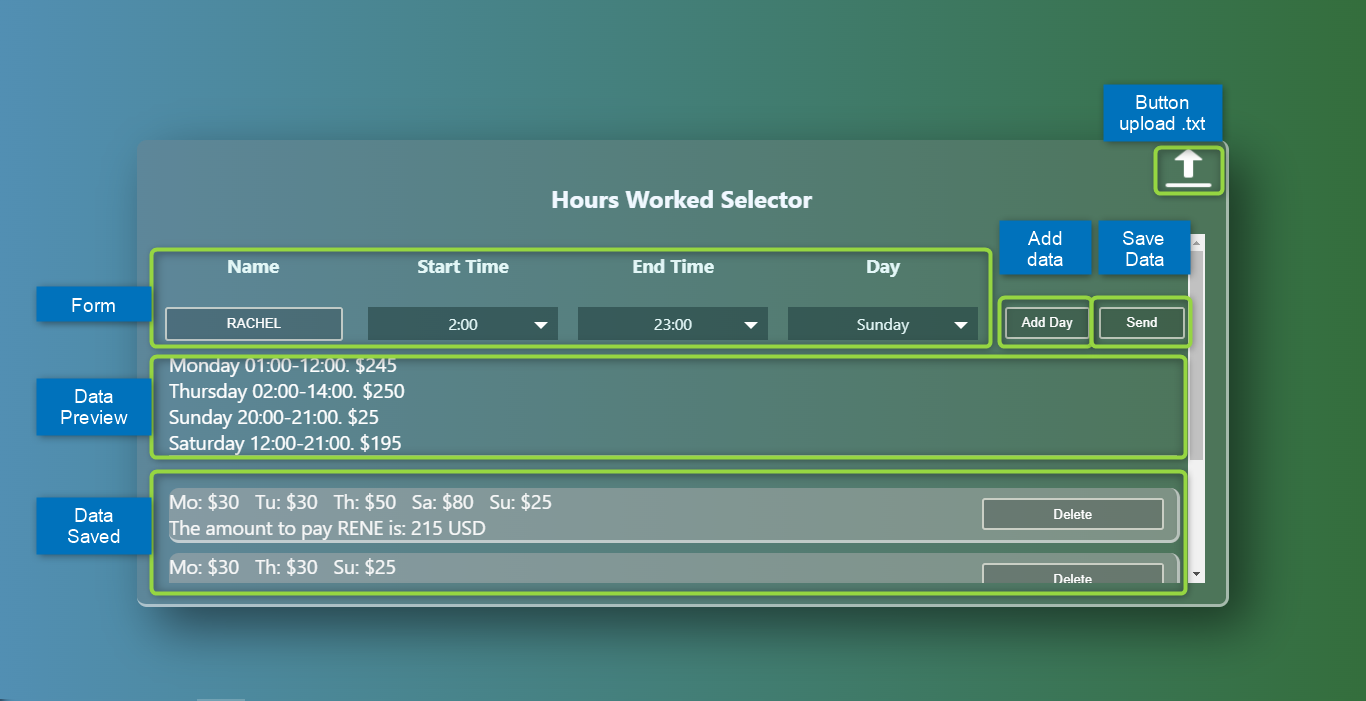 Button
upload .txt
Hours Worked Selector
Add
data
Save
Data
Name Start Time End Time Day
Form
RACHEL 2:00 23:00 Sunday Add Day Send
Monday 01:00-12:00. $245
Thursday 02:00-14:00. $250
Sunday 20:00-21:00. $25
Saturday 12:00-21:00. $195
Data
Preview
Mo: $30 Tu: $30 Th: $50 Sa: $80 Su: $25
The amount to pay RENE is: 215 USD
Delete
Data
Saved
Mo: $30 Th: $30 Su: $25
Delete